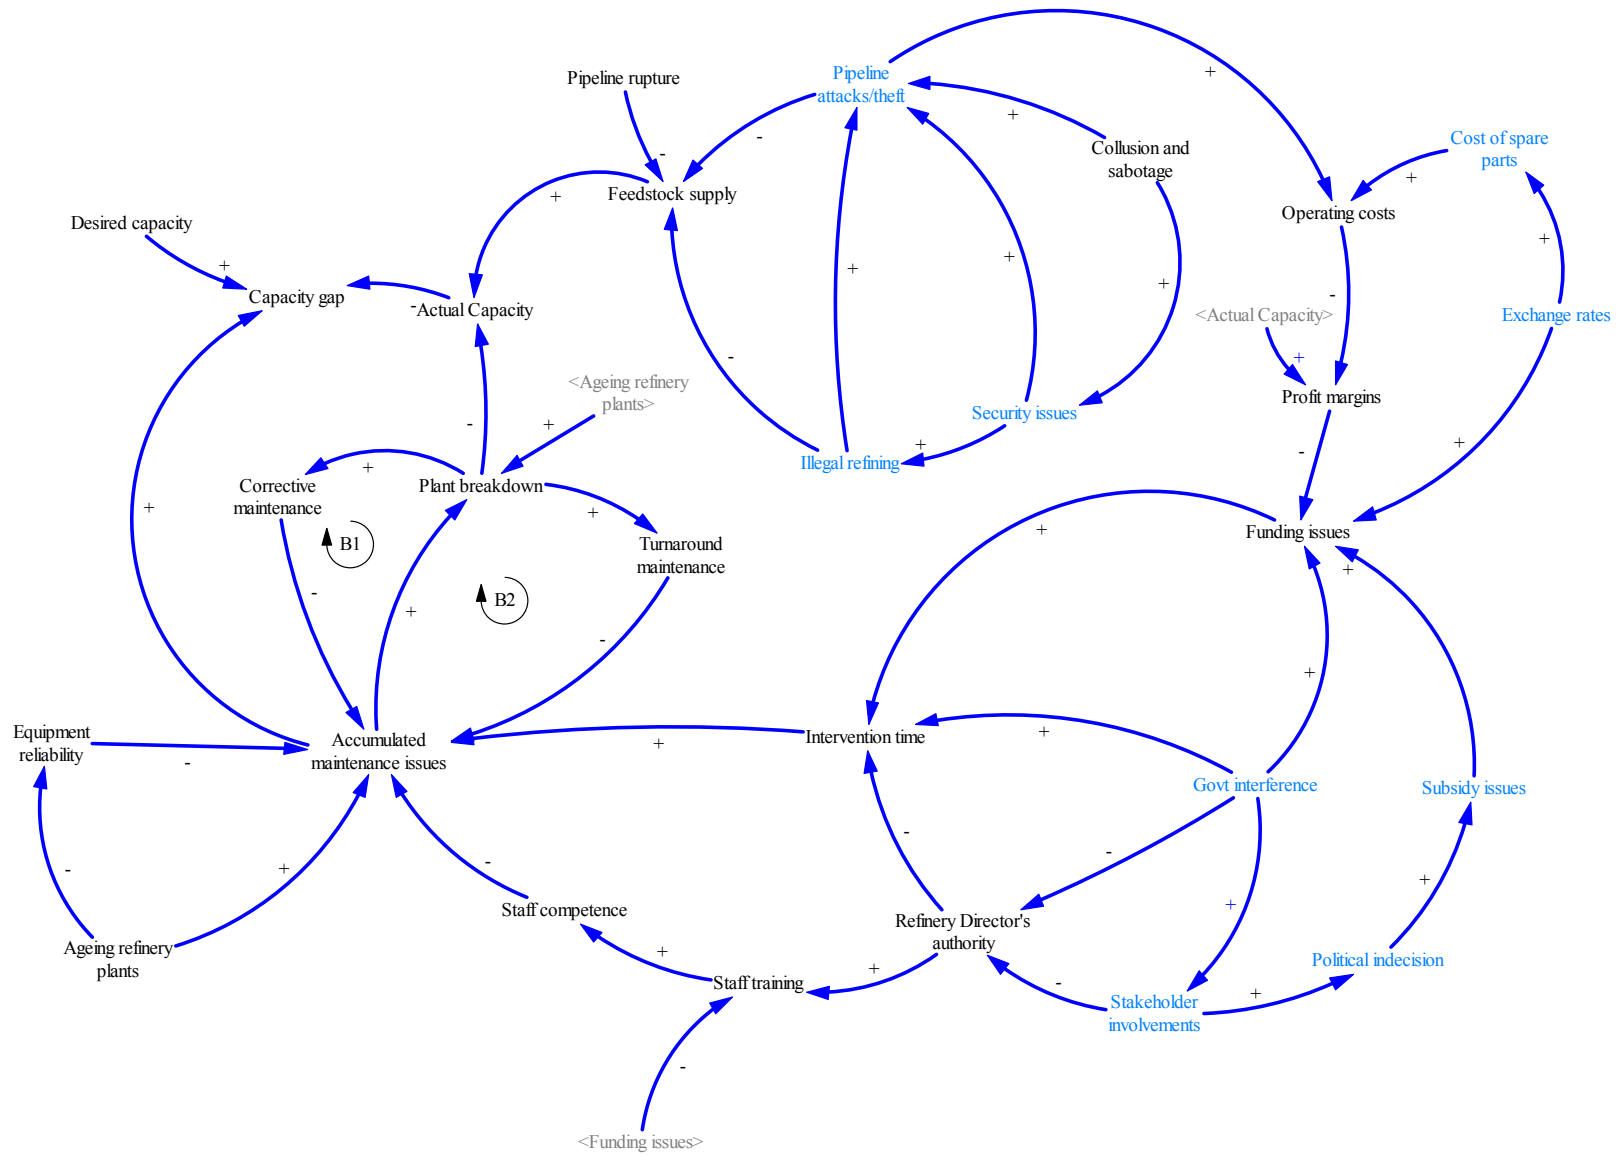 +
Pipeline
attacks/theft
Pipeline rupture
+
-
-
+
Collusion and
sabotage
Cost of spare
parts
+
Feedstock supply
+
Operating costs
Desired capacity
+
+
+
+
+
Capacity gap
-
Actual Capacity
-
<Actual Capacity>
Exchange rates
-
+
<Ageing refinery
plants>
Profit margins
-
+
Security issues
+
+
-
+
Illegal refining
+
Corrective
maintenance
Plant breakdown
+
+
+
Funding issues
B1
Turnaround
maintenance
+
-
B2
+
-
+
Equipment
reliability
-
Accumulated
maintenance issues
+
Intervention time
+
Govt interference
Subsidy issues
-
+
-
-
-
+
+
Staff competence
Refinery Director's
authority
Ageing refinery
plants
+
Staff training
+
-
Stakeholder
involvements
+
Political indecision
-
<Funding issues>